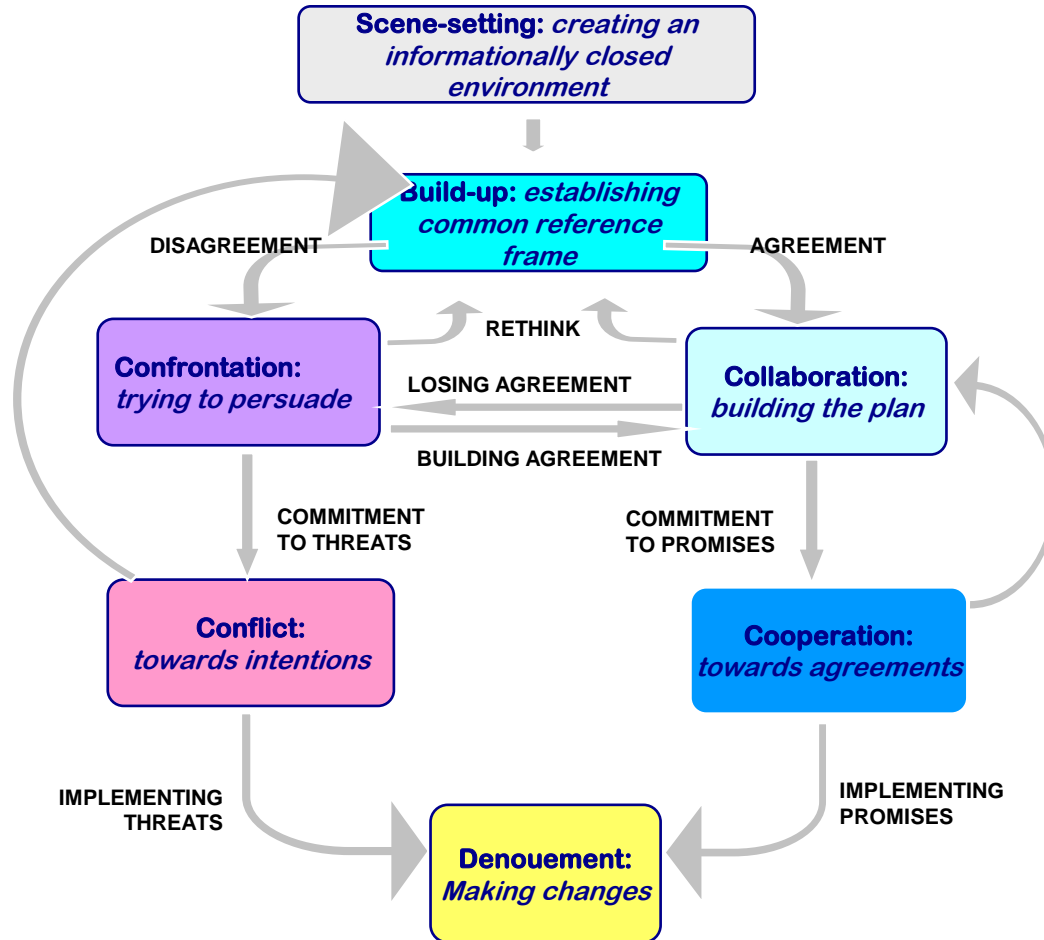 Scene-setting: creating an
informationally closed
environment
Build-up: establishing
common reference
frame
DISAGREEMENT
AGREEMENT
RETHINK
Confrontation:
trying to persuade
LOSING AGREEMENT
BUILDING AGREEMENT
Collaboration:
building the plan
COMMITMENT
TO THREATS
COMMITMENT
TO PROMISES
Conflict:
towards intentions
Cooperation:
towards agreements
IMPLEMENTING
THREATS
IMPLEMENTING
PROMISES
Denouement:
Making changes